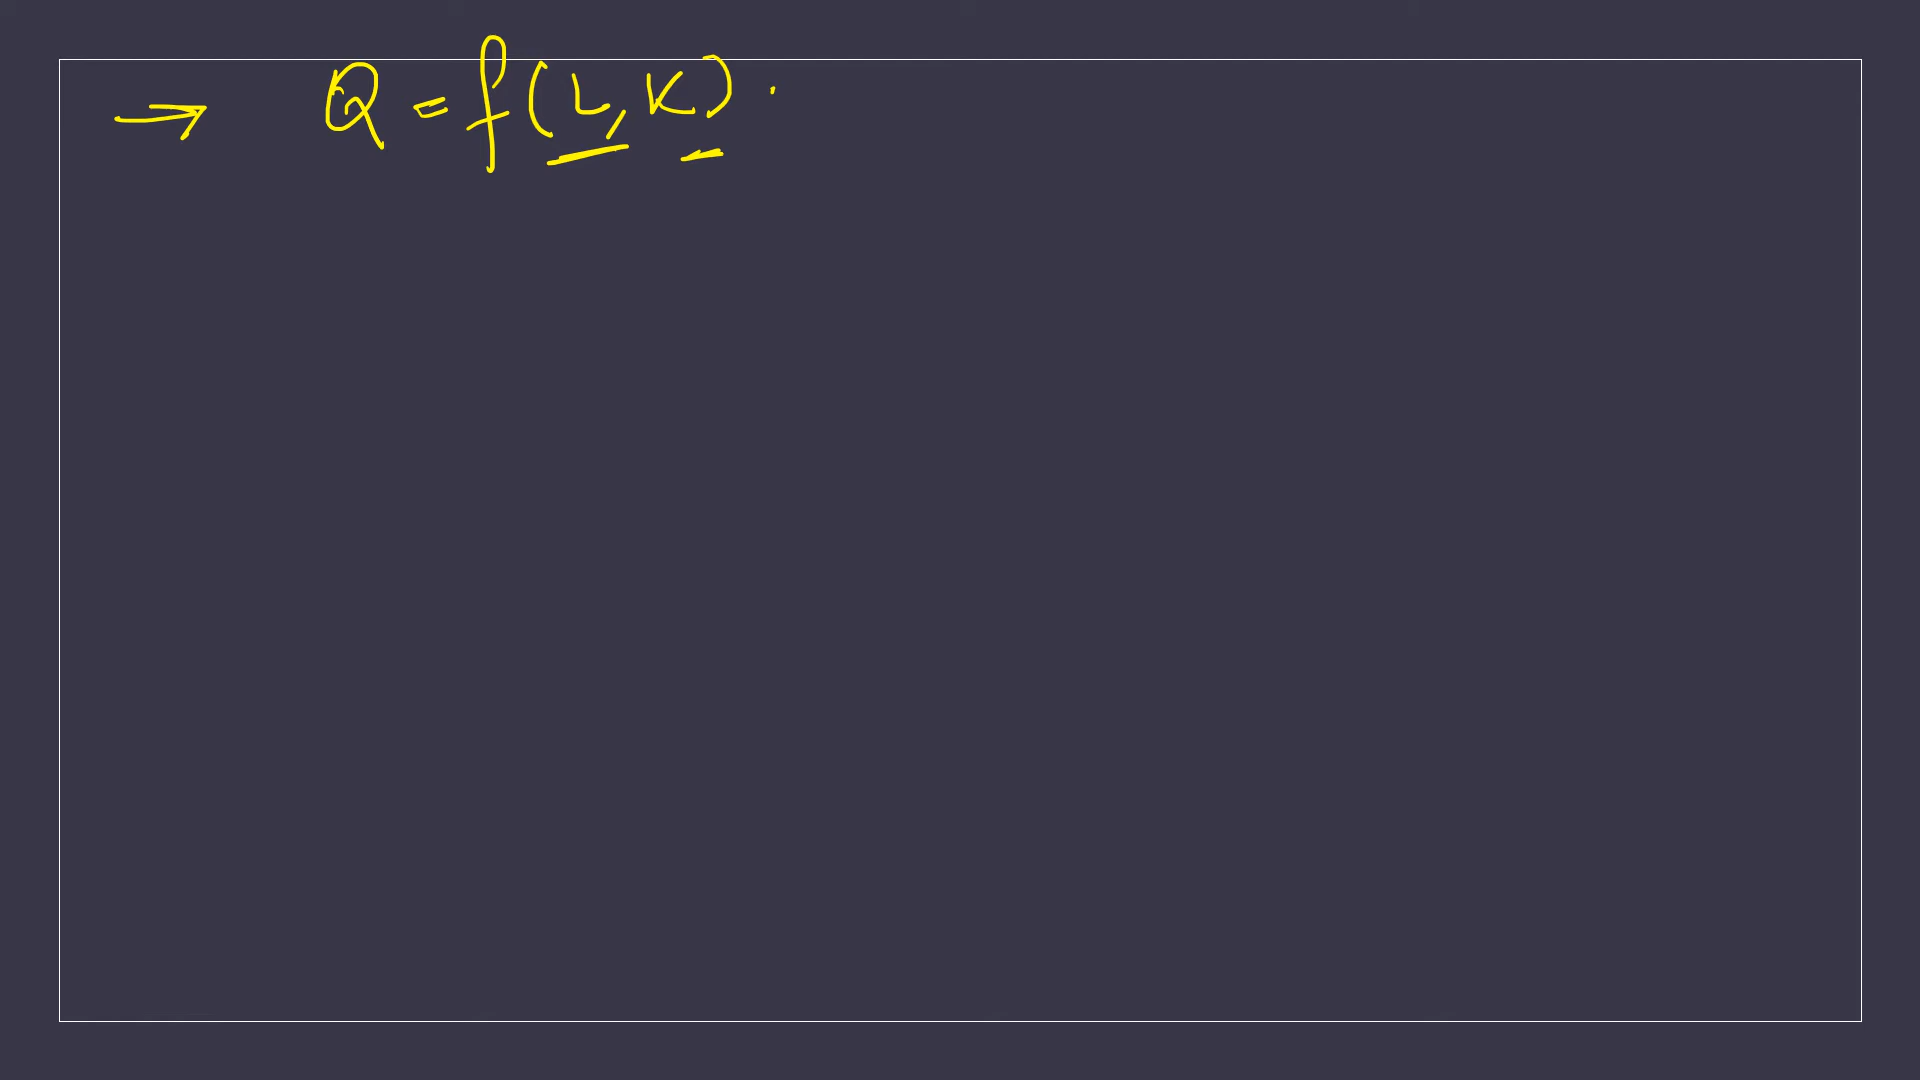 → Q = f(L, K).